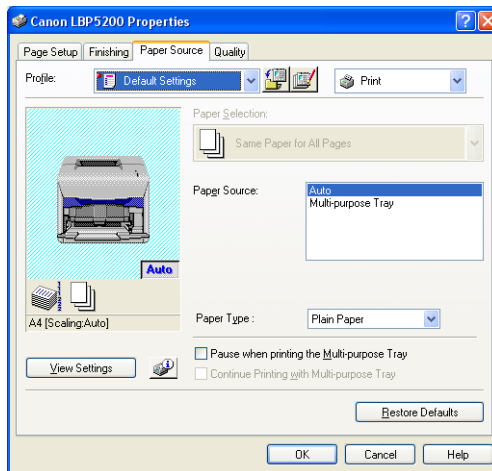 Canon LBP5200 Properties
Page Setup Finishing Paper Source Quality
Profile: Default Settings Print
Paper Selection:
Same Paper for All Pages
Paper Source: Auto
Multi-purpose Tray
Auto
A4 [Scaling:Auto]
Paper Type : Plain Paper
View Settings
Pause when printing the Multi-purpose Tray
Continue Printing with Multi-purpose Tray
Restore Defaults
OK Cancel Help